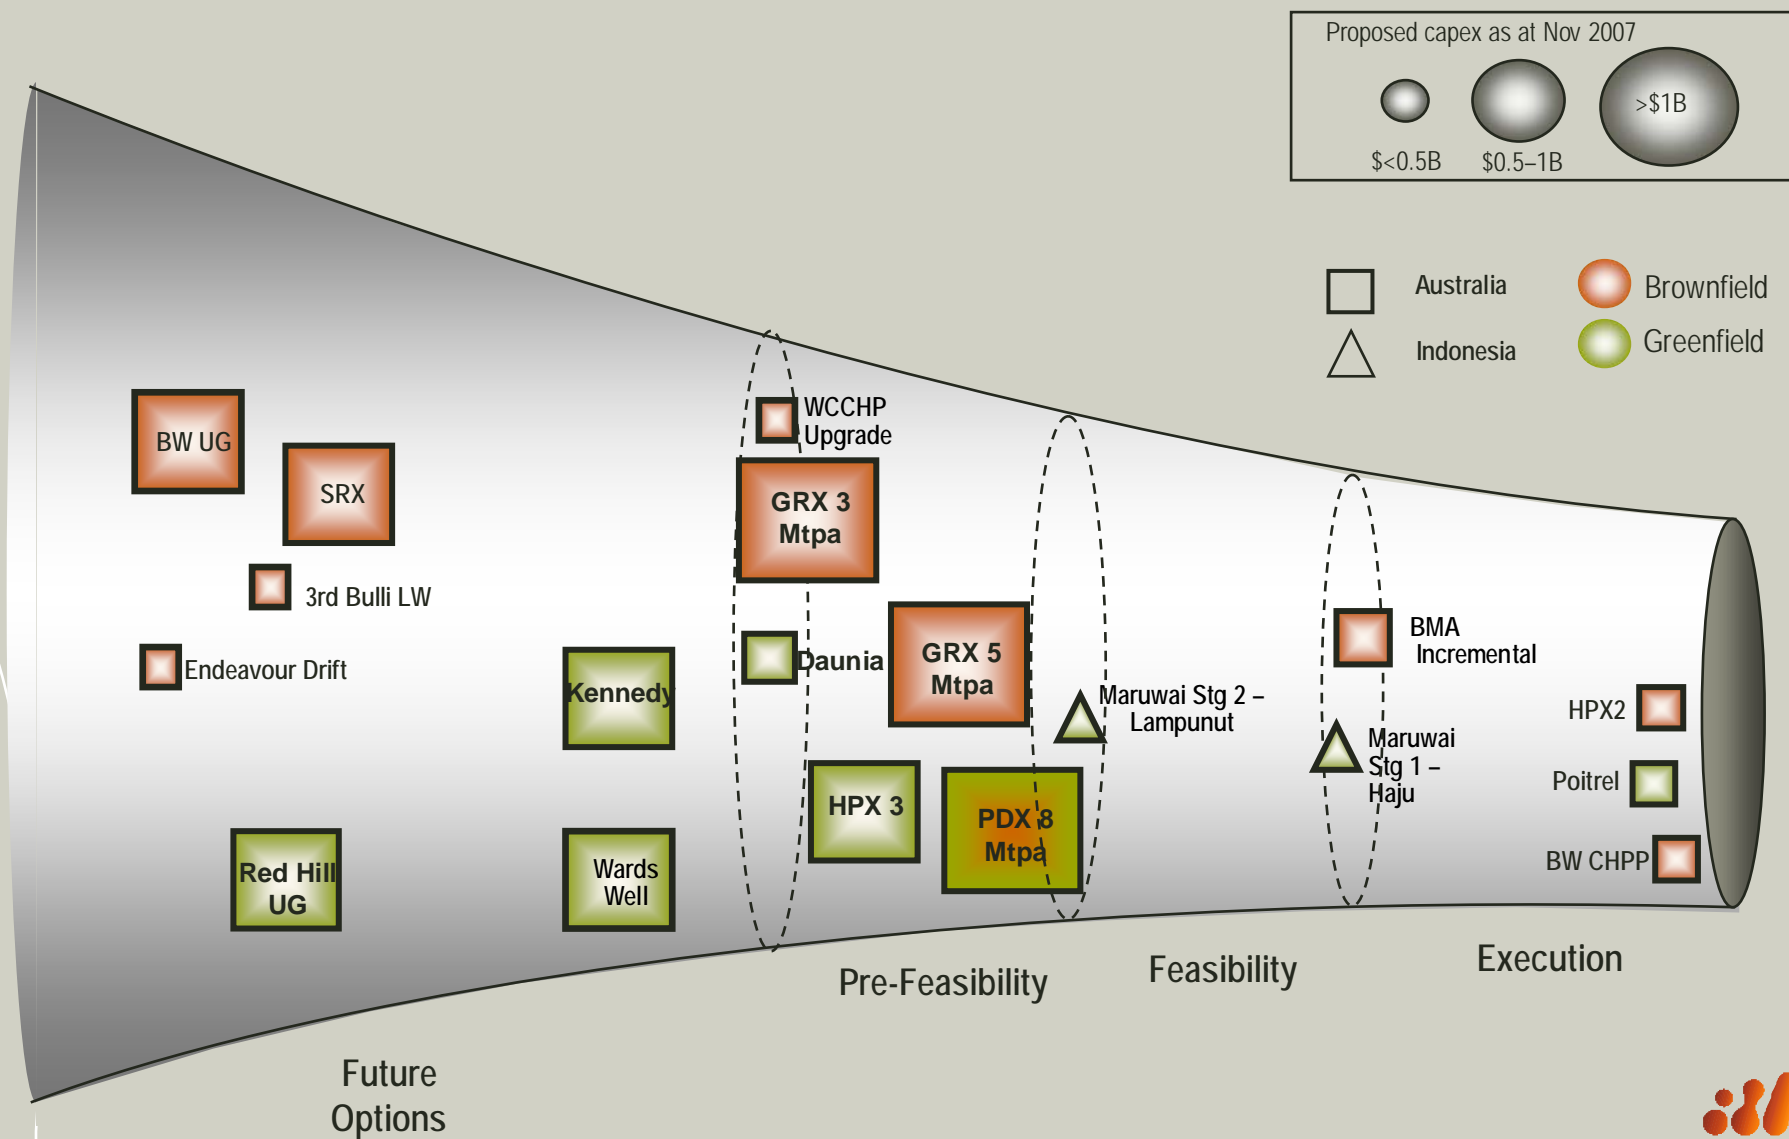 Proposed capex as at Nov 2007
>$1B
$<0.5B
$0.5–1B
Australia
Brownfield
Indonesia
Greenfield
BW UG
SRX
3rd Bulli LW
Endeavour Drift
Kennedy
Red Hill
UG
Wards
Well
WCCHP
Upgrade
GRX 3
Mtpa
Daunia
GRX 5
Mtpa
HPX 3
PDX 8
Mtpa
Maruwai Stg 2 –
Lampunut
BMA
Incremental
Maruwai
Stg 1 –
Haju
HPX2
Poitrel
BW CHPP
Future
Options
Pre-Feasibility
Feasibility
Execution